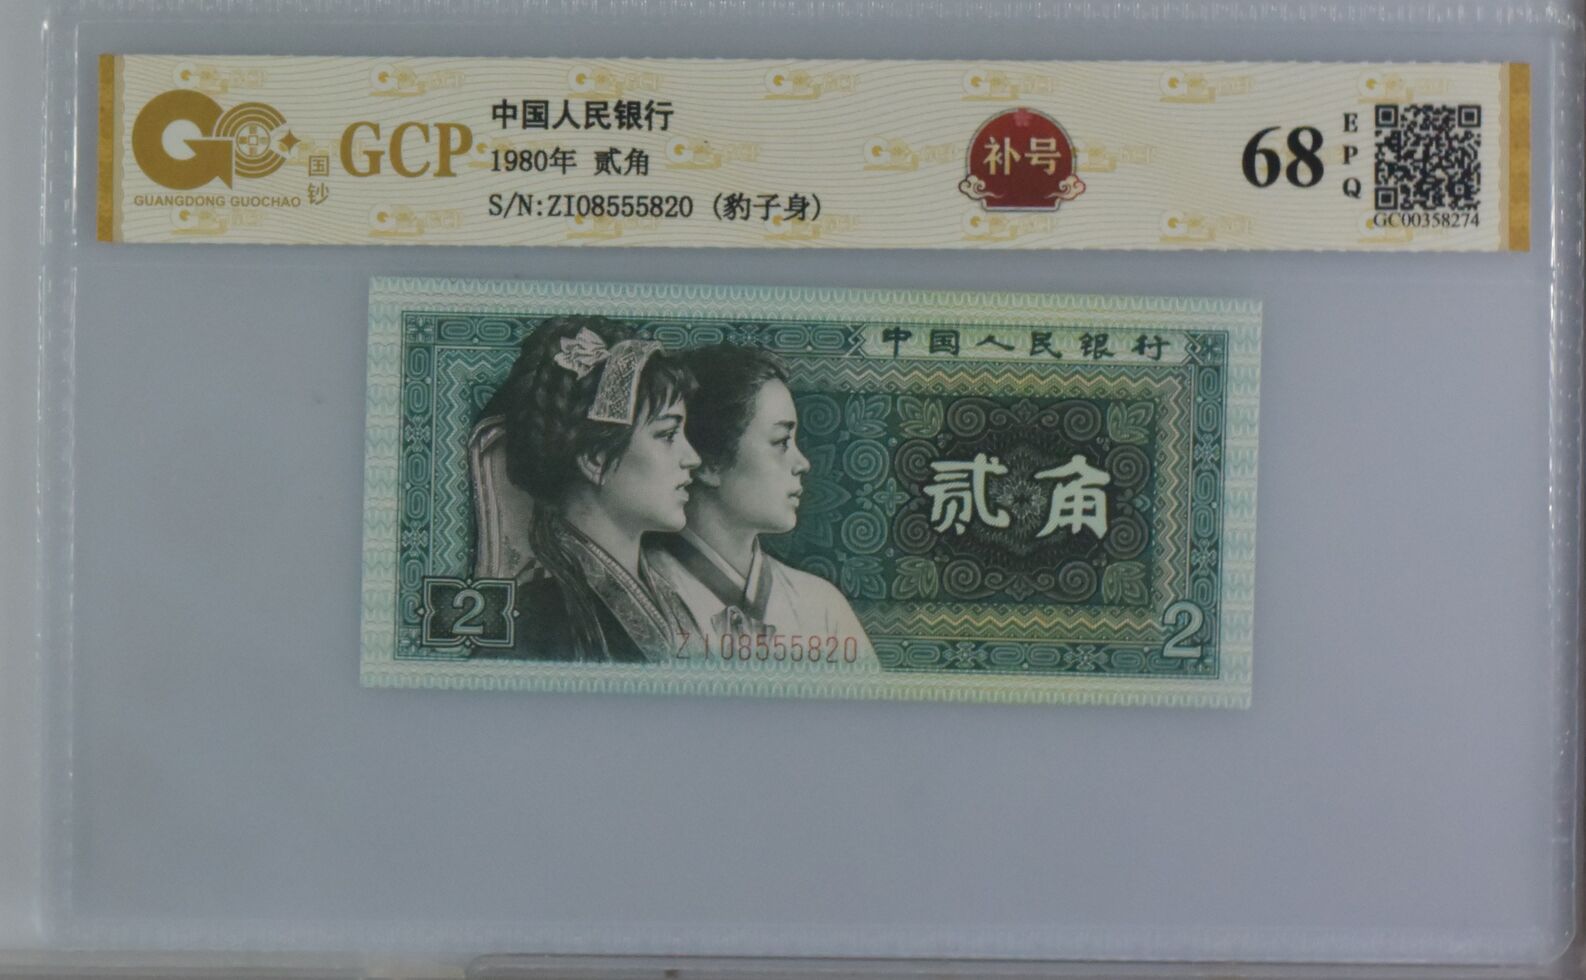 GUANGDONG GUOCHAO
国钞
GCP
中国人民银行
1980年 贰角
S/N:ZI08555820 (豹子身)
补号
68
EPQ
GC00358274
中国人民银行
贰角
2
ZI08555820
2